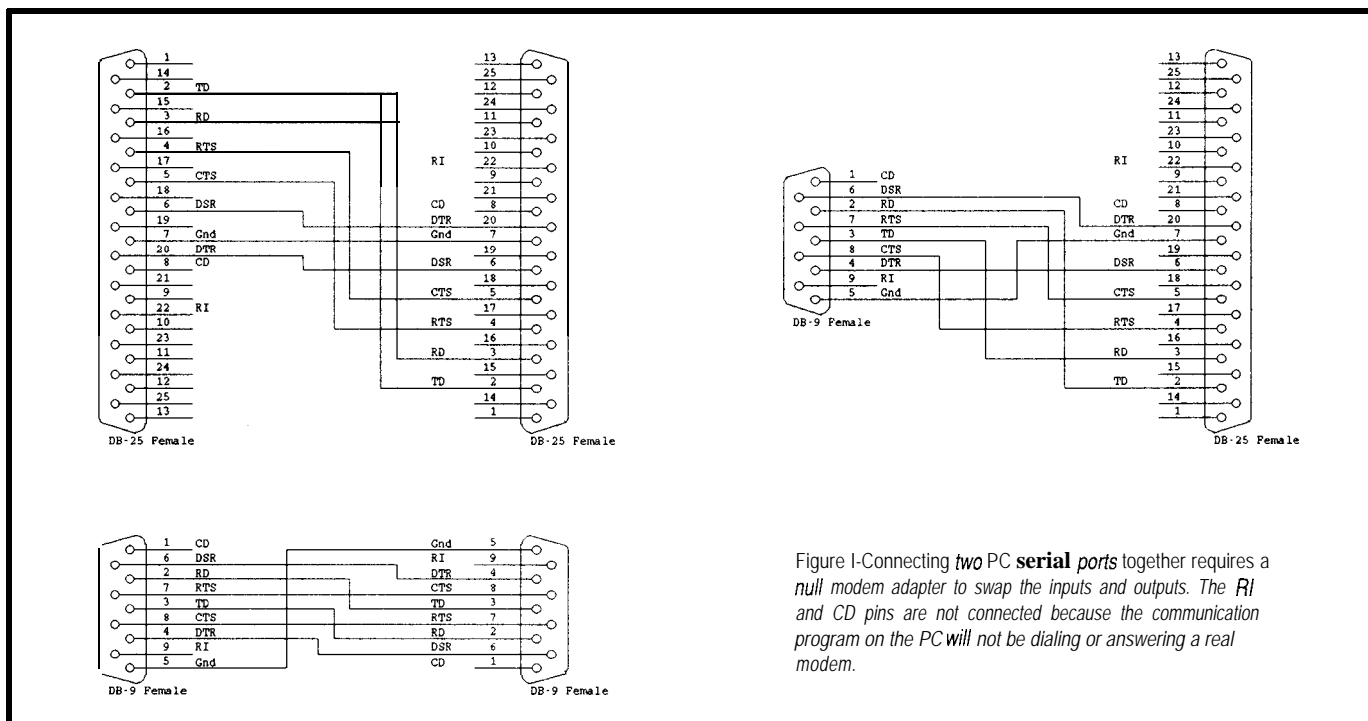 1
14
2 TD
15
3 RD
16
4 RTS
17
5 CTS
18
6 DSR
19
7 Gnd
20 DTR
8 CD
21
9
22 RI
10
23
11
24
12
25
13
DB-25 Female
13
25
12
24
11
23
10
RI 22
9
21
CD 8
DTR 20
Gnd 7
19
DSR 6
18
CTS 5
17
RTS 4
16
RD 3
15
TD 2
14
1
DB-25 Female
1 CD
6 DSR
2 RD
7 RTS
3 TD
8 CTS
4 DTR
9 RI
5 Gnd
DB-9 Female
13
25
12
24
11
23
10
RI 22
9
21
CD 8
DTR 20
Gnd 7
19
DSR 6
18
CTS 5
17
RTS 4
16
RD 3
15
TD 2
14
1
DB-25 Female
1 CD
6 DSR
2 RD
7 RTS
3 TD
8 CTS
4 DTR
9 RI
5 Gnd
DB-9 Female
Gnd 5
RI 9
DTR 4
CTS 8
TD 3
RTS 7
RD 2
DSR 6
CD 1
DB-9 Female
Figure I-Connecting two PC serial ports together requires a
null modem adapter to swap the inputs and outputs. The RI
and CD pins are not connected because the communication
program on the PC will not be dialing or answering a real
modem.